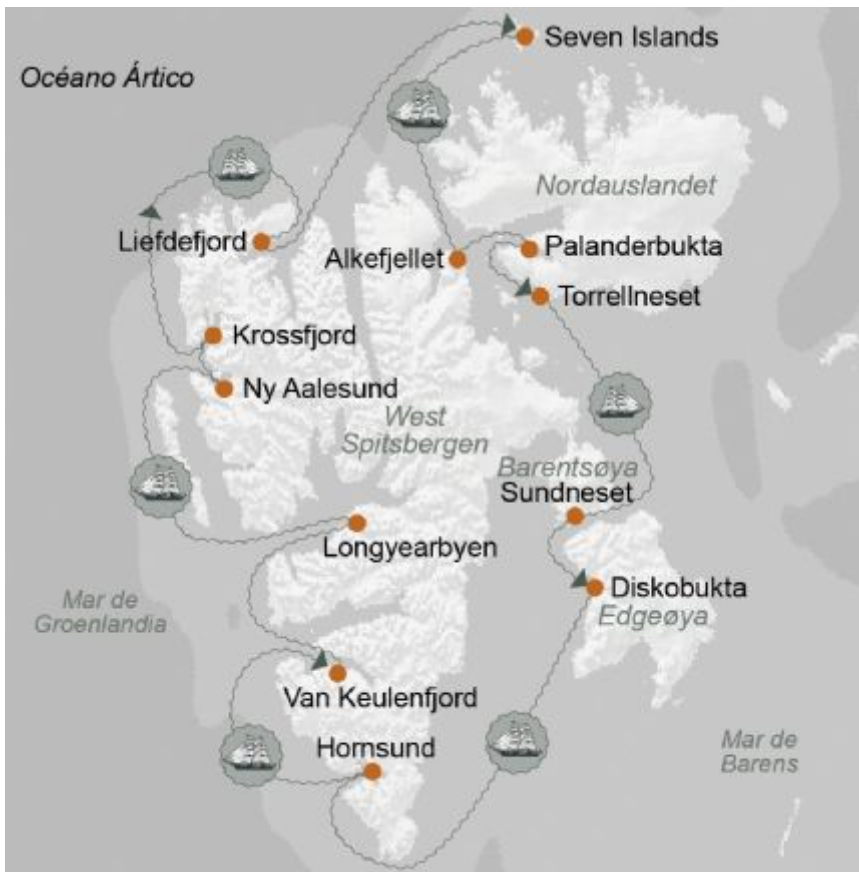 Seven Islands
Océano Ártico
Nordauslandet
Liefdefjord
Alkefjellet
Palanderbukta
Torrellneset
Krossfjord
Ny Aalesund
West
Spitsbergen
Barentsøya
Sundneset
Longyearbyen
Diskobukta
Edgeøya
Mar de
Groenlandia
Van Keulenfjord
Hornsund
Mar de
Barens